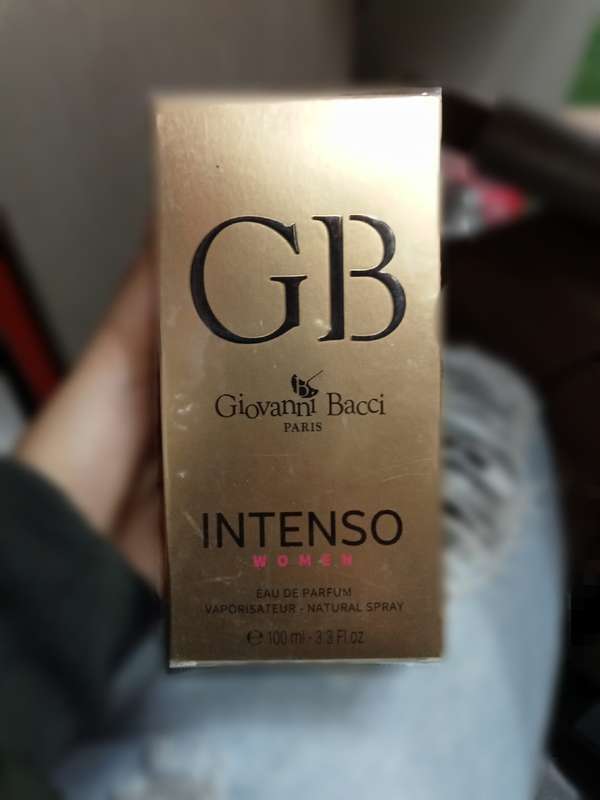 GB
B
Giovanni Bacci
PARIS
INTENSO
WOMEN
EAU DE PARFUM
VAPORISATEUR - NATURAL SPRAY
℮ 100 ml - 3.3 Fl.oz